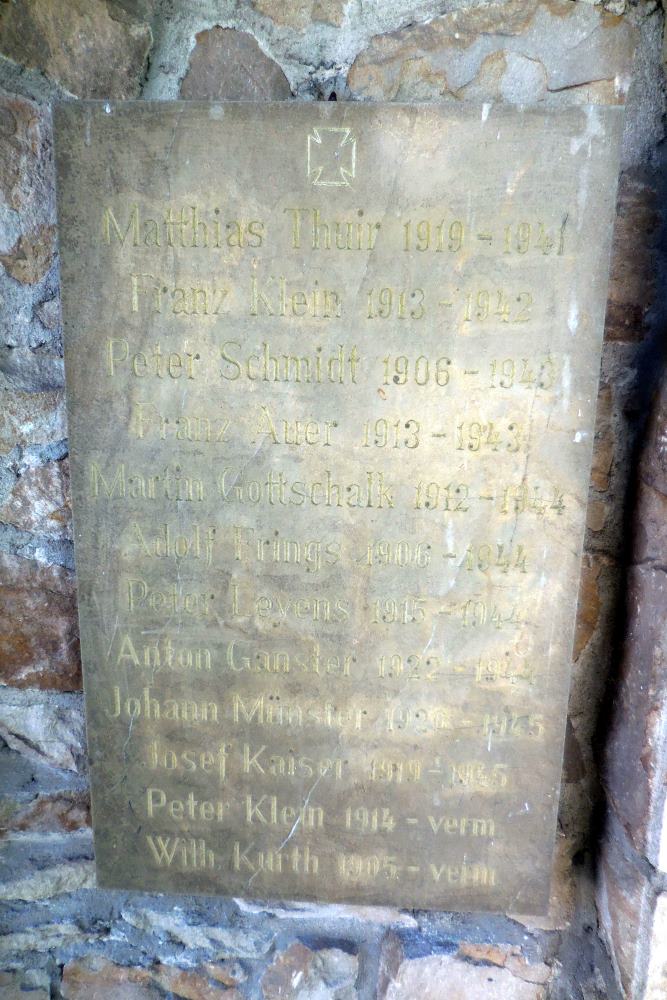 Matthias Thuir 1919 - 1941
Franz Klein 1913 - 1942
Peter Schmidt 1906 - 1943
Franz Auer 1913 - 1943
Martin Gottschalk 1912 - 1944
Adolf Frings 1906 - 1944
Peter Levens 1915 - 1944
Anton Ganster 1922 - 1944
Johann Münster 1926 - 1945
Josef Kaiser 1919 - 1945
Peter Klein 1914 - verm
Wilh Kurth 1905 - verm